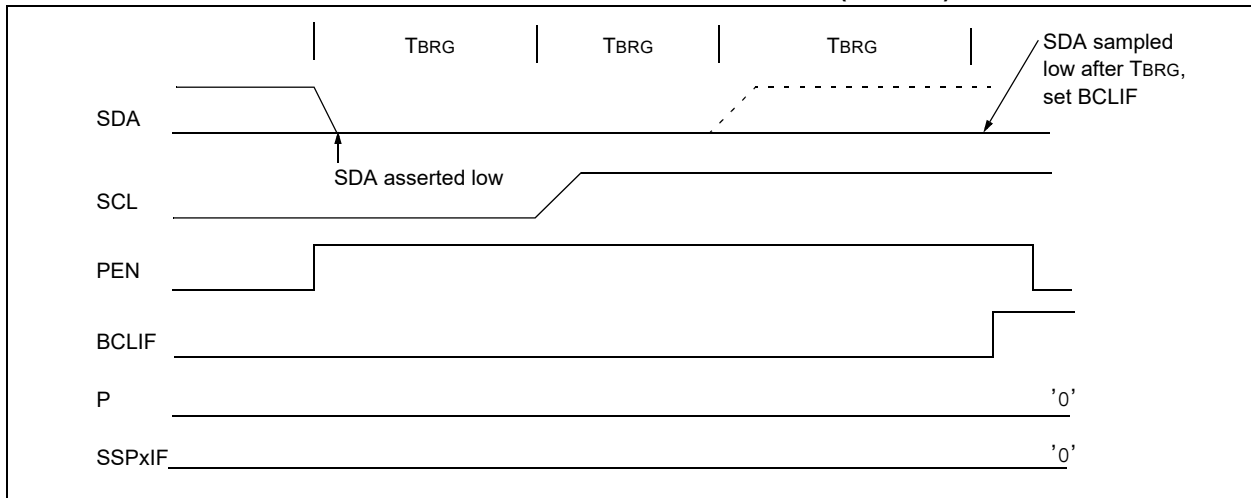 TBRG TBRG TBRG
SDA sampled
low after TBRG,
set BCLIF
SDA
SDA asserted low
SCL
PEN
BCLIF
P '0'
SSPxIF '0'